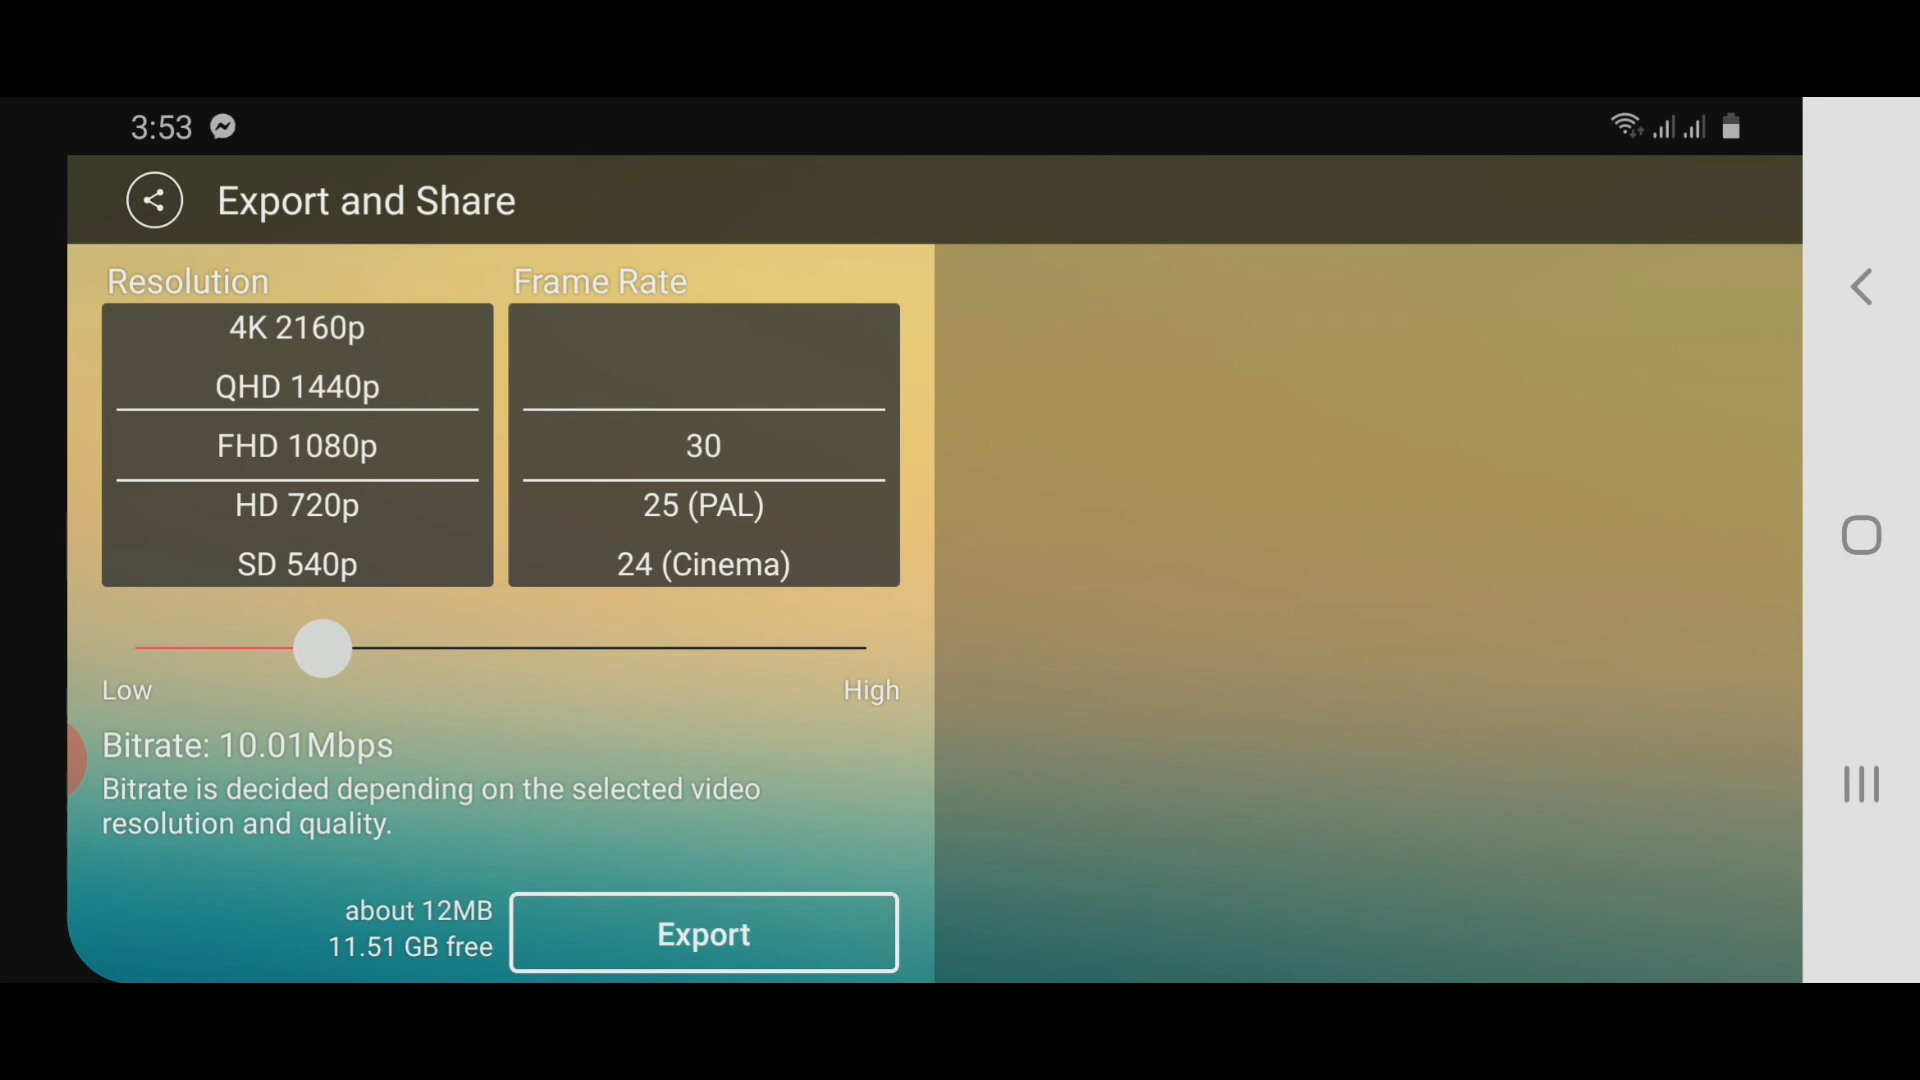 3:53
Export and Share
Resolution
Frame Rate
4K 2160p
QHD 1440p
FHD 1080p
HD 720p
SD 540p
30
25 (PAL)
24 (Cinema)
Low
High
Bitrate: 10.01Mbps
Bitrate is decided depending on the selected video
resolution and quality.
about 12MB
11.51 GB free
Export